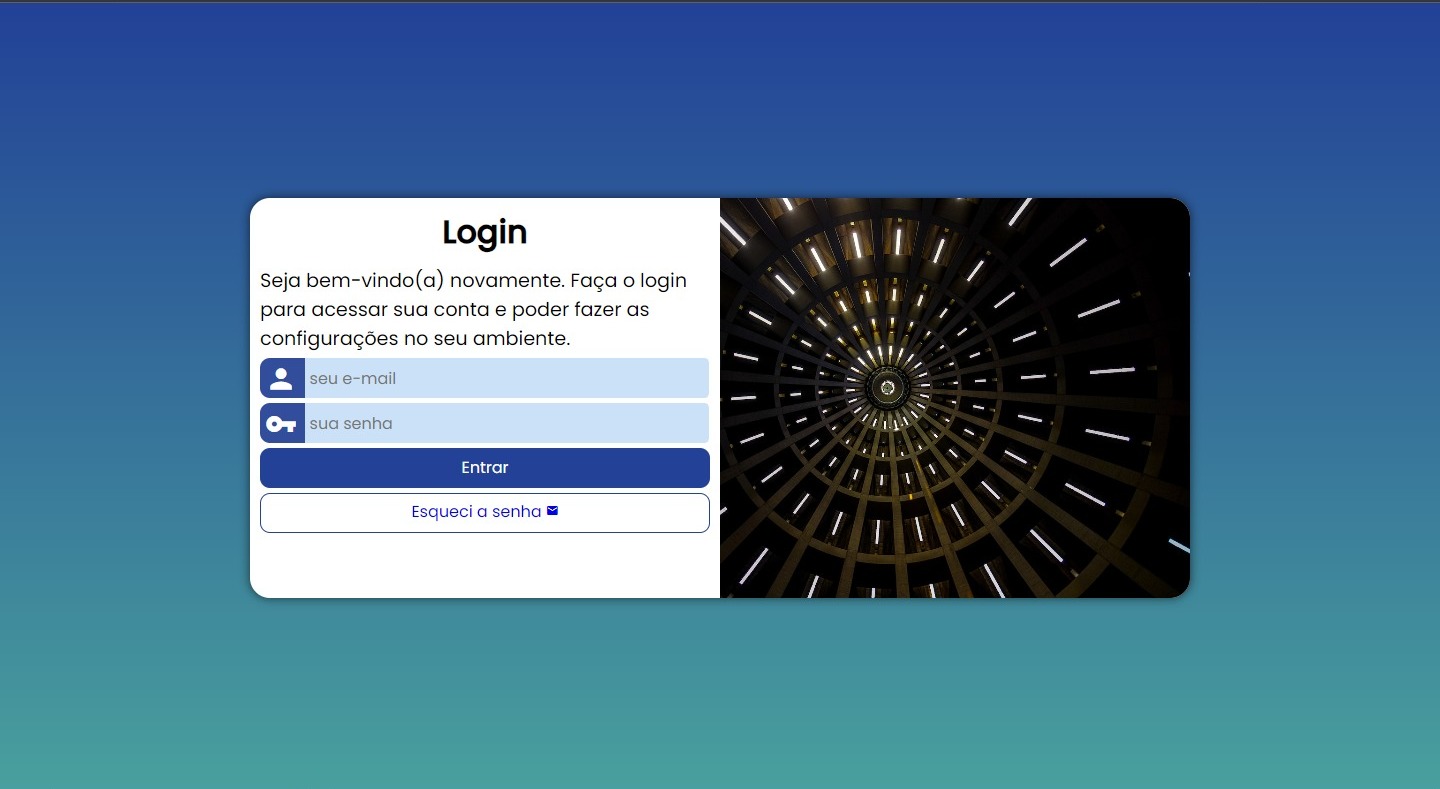 Login
Seja bem-vindo(a) novamente. Faça o login
para acessar sua conta e poder fazer as
configurações no seu ambiente.
seu e-mail
sua senha
Entrar
Esqueci a senha